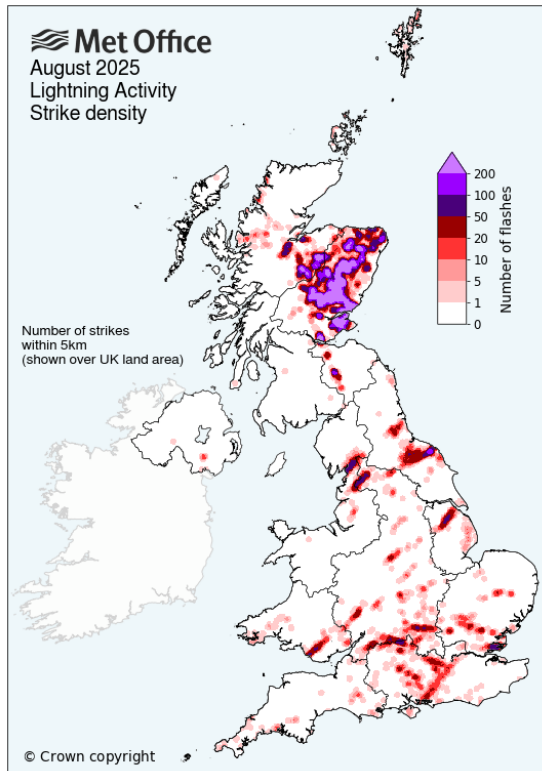 Met Office
August 2025
Lightning Activity
Strike density
200
100
50
20
10
5
1
0
Number of flashes
Number of strikes
within 5km
(shown over UK land area)
© Crown copyright